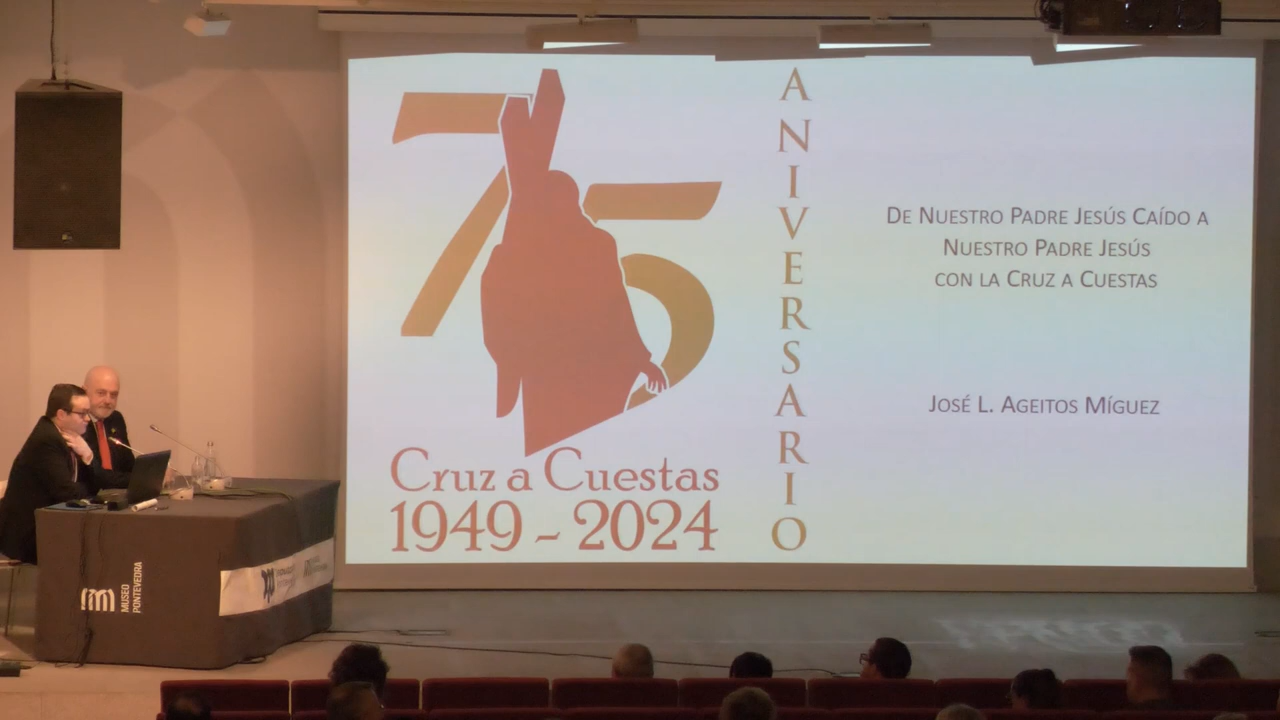 75
ANIVERSARIO
DE NUESTRO PADRE JESÚS CAÍDO A
NUESTRO PADRE JESÚS
CON LA CRUZ A CUESTAS
JOSÉ L. AGEITOS MÍGUEZ
Cruz a Cuestas
1949 - 2024
MUSEO
PONTEVEDRA